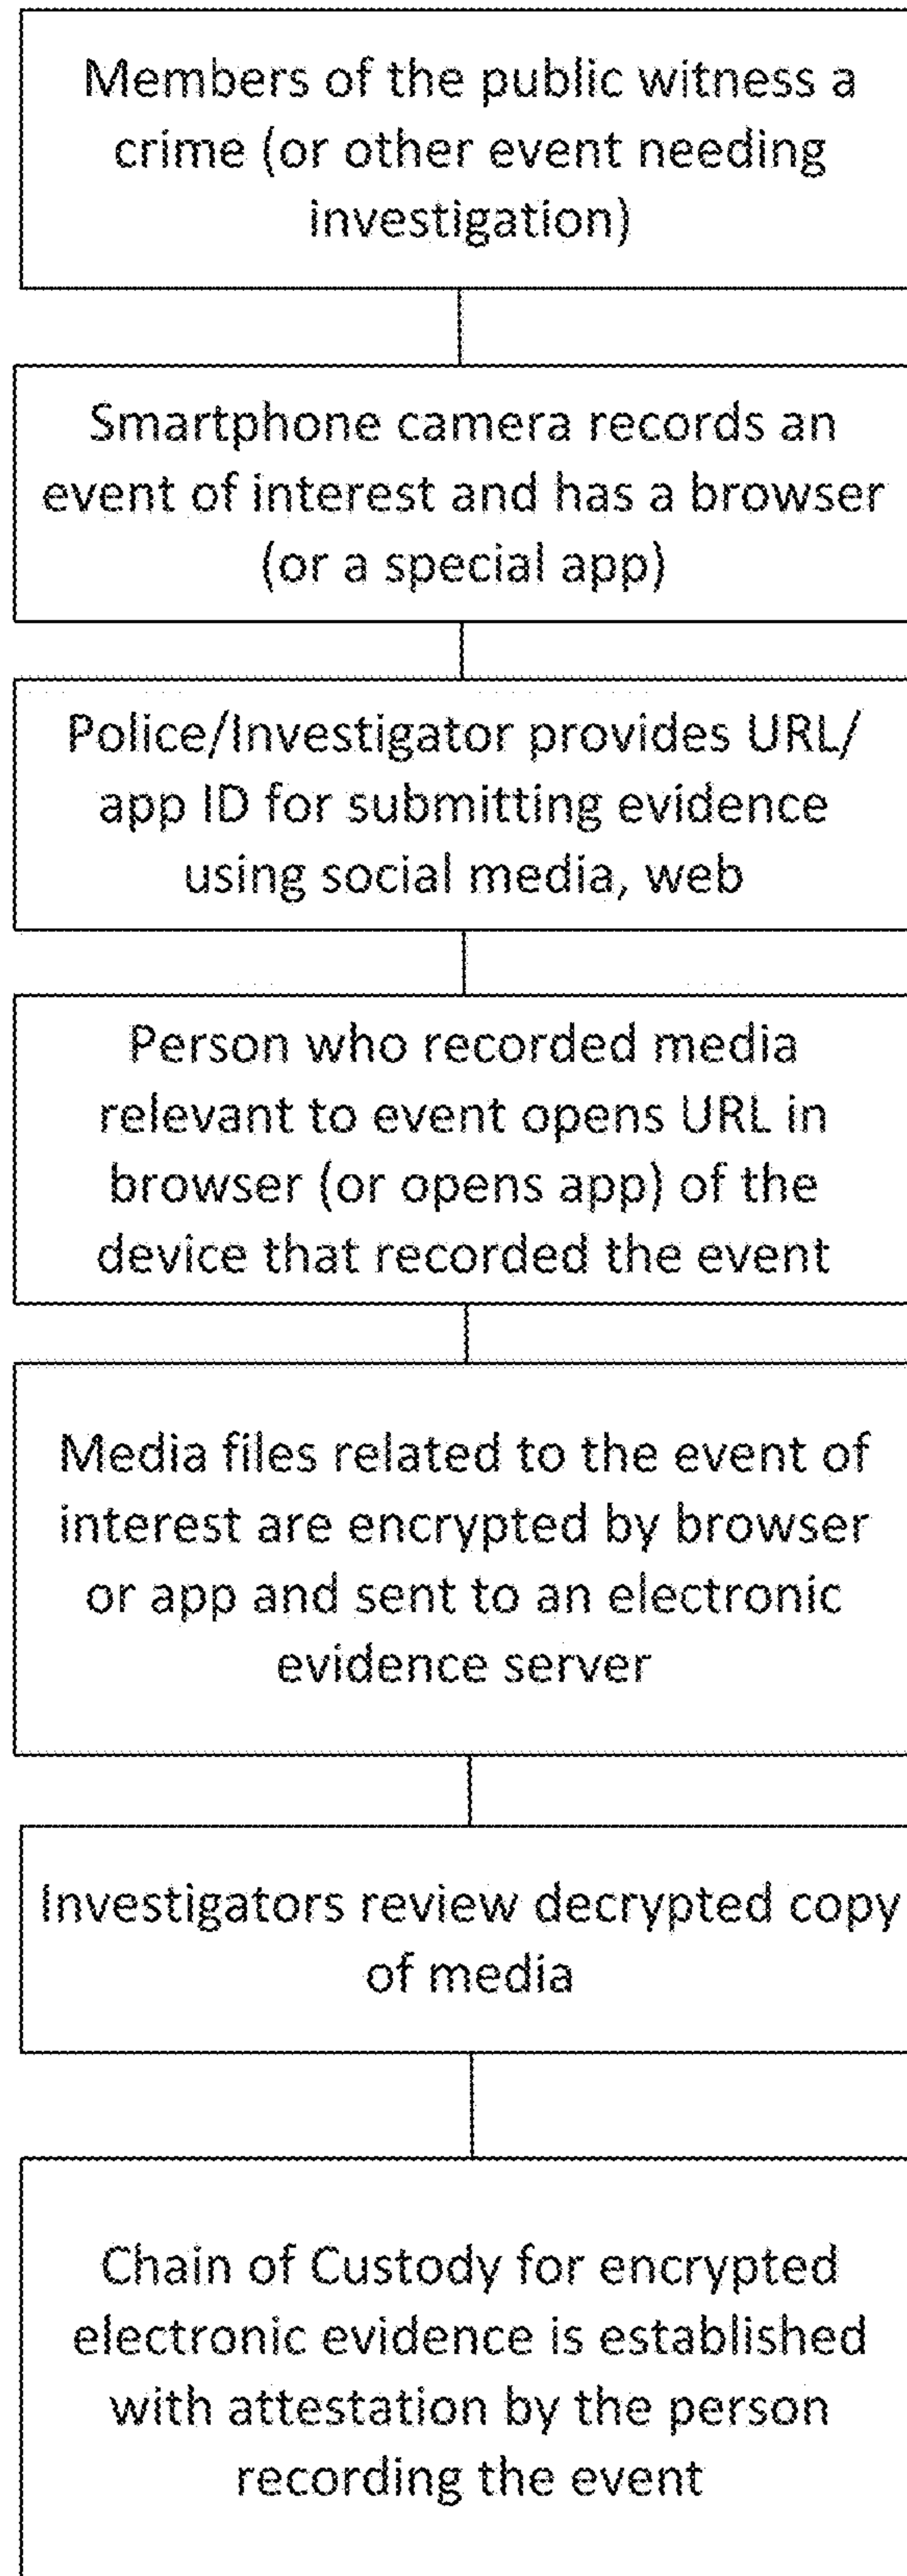 Members of the public witness a
crime (or other event needing
investigation)
Smartphone camera records an
event of interest and has a browser
(or a special app)
Police/Investigator provides URL/
app ID for submitting evidence
using social media, web
Person who recorded media
relevant to event opens URL in
browser (or opens app) of the
device that recorded the event
Media files related to the event of
interest are encrypted by browser
or app and sent to an electronic
evidence server
Investigators review decrypted copy
of media
Chain of Custody for encrypted
electronic evidence is established
with attestation by the person
recording the event